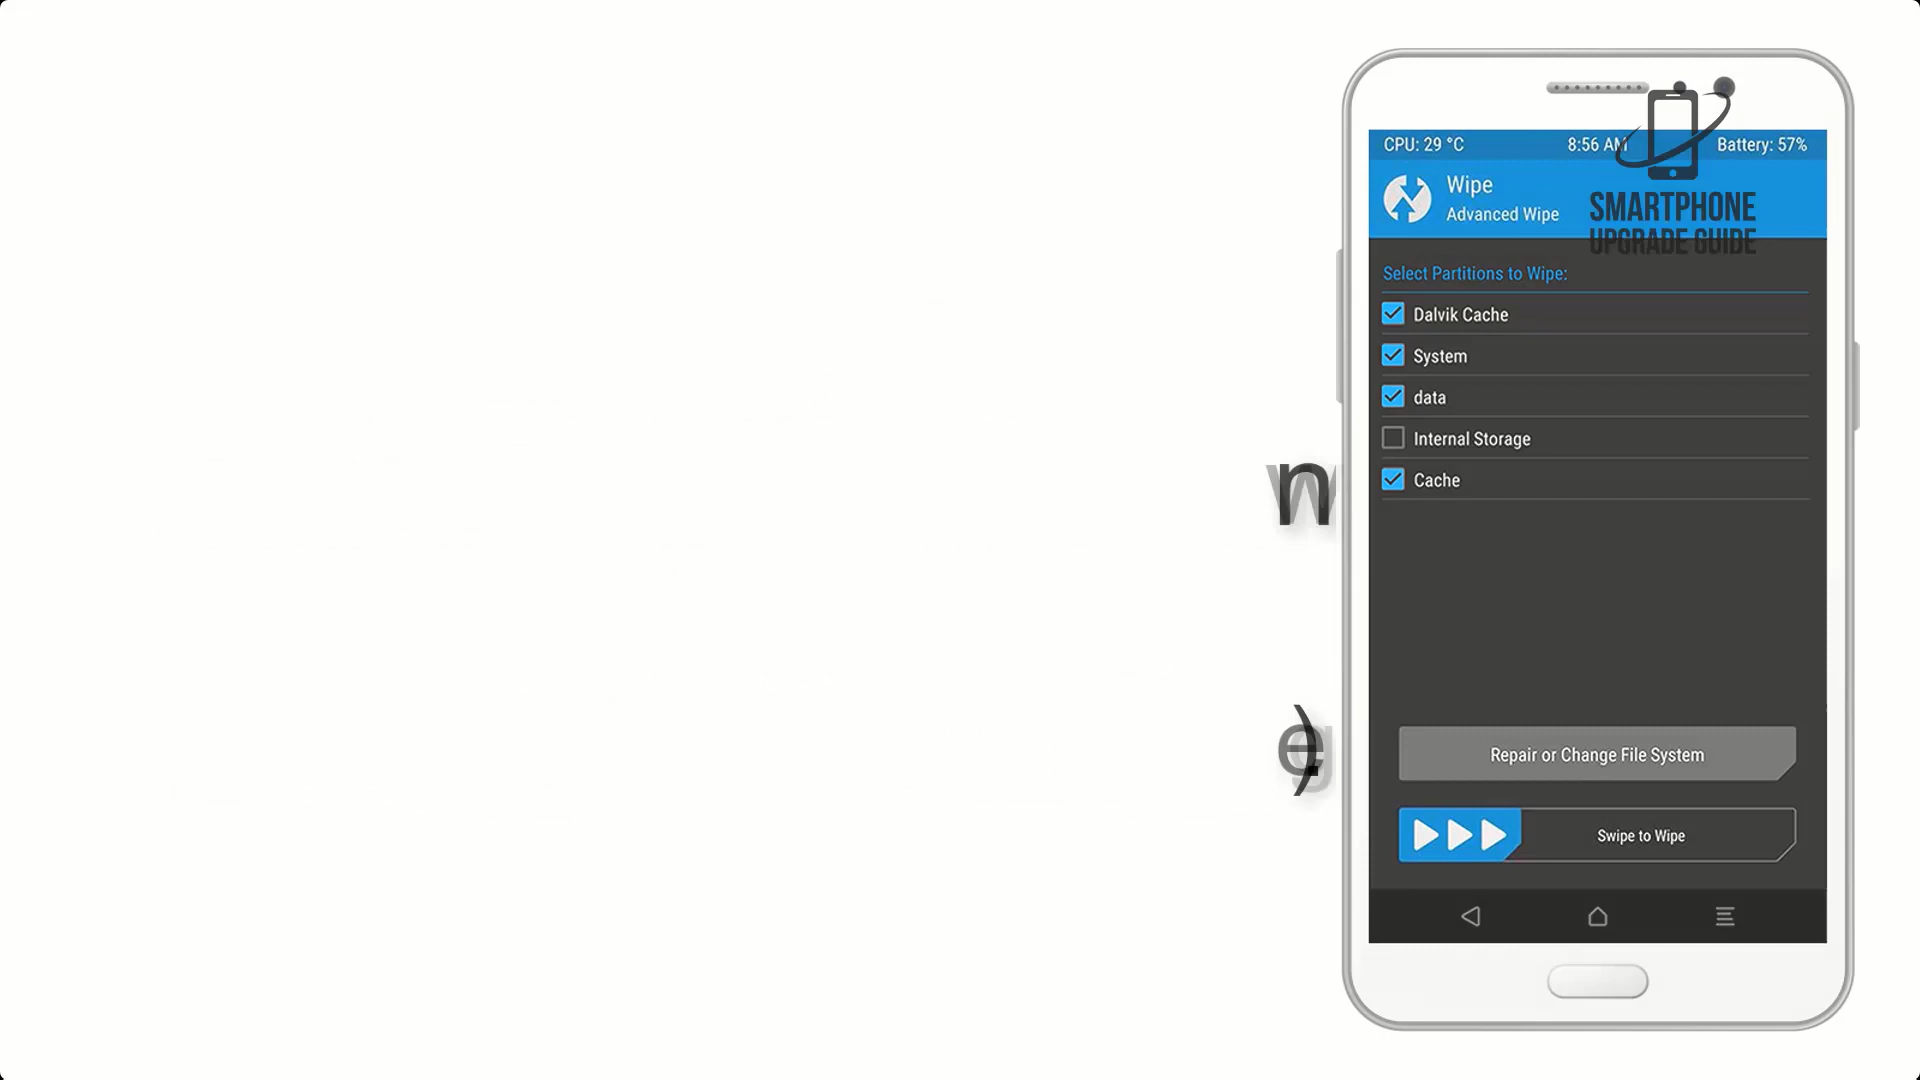 CPU: 29 °C 8:56 AM Battery: 57%
Wipe
Advanced Wipe
SMARTPHONE
UPGRADE GUIDE
Select Partitions to Wipe:
Dalvik Cache
System
data
Internal Storage
Cache
Repair or Change File System
Swipe to Wipe